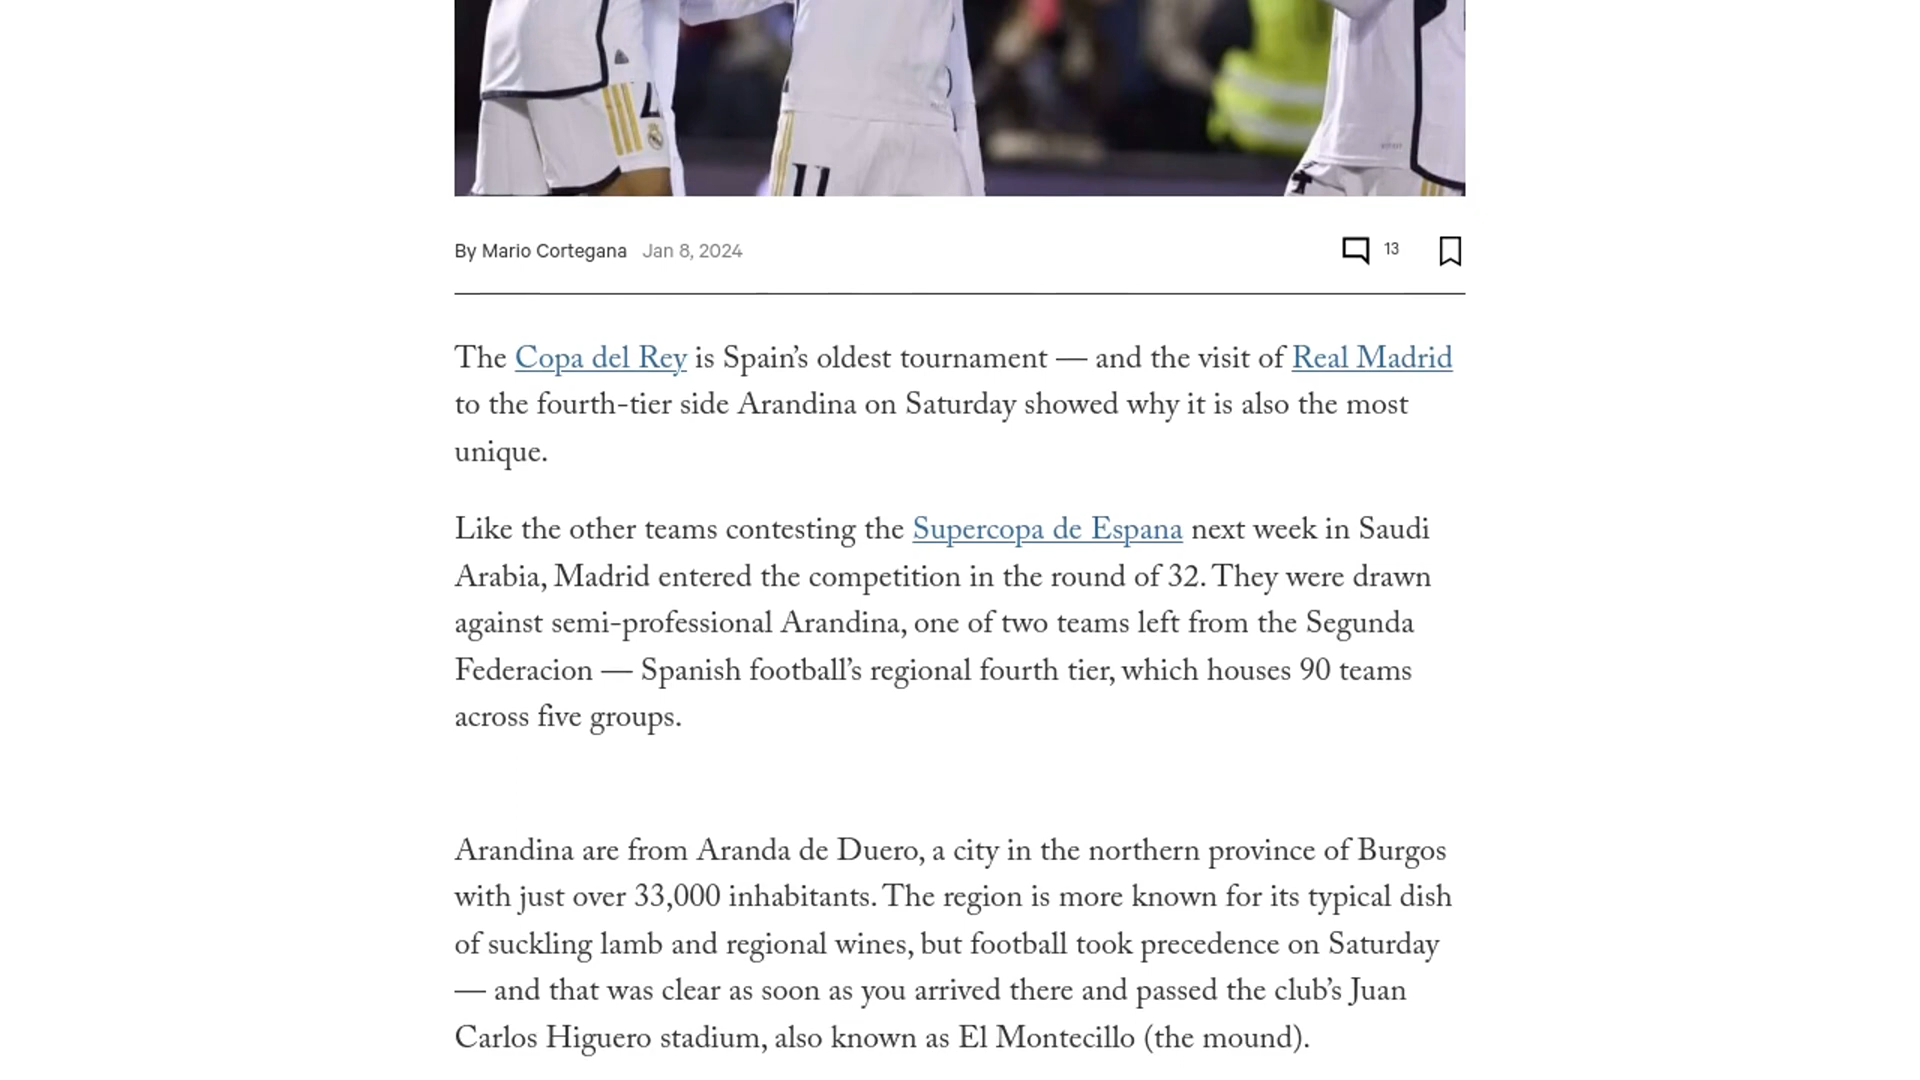 11
By Mario Cortegana Jan 8, 2024
13
The Copa del Rey is Spain’s oldest tournament — and the visit of Real Madrid
to the fourth-tier side Arandina on Saturday showed why it is also the most
unique.
Like the other teams contesting the Supercopa de Espana next week in Saudi
Arabia, Madrid entered the competition in the round of 32. They were drawn
against semi-professional Arandina, one of two teams left from the Segunda
Federacion — Spanish football’s regional fourth tier, which houses 90 teams
across five groups.
Arandina are from Aranda de Duero, a city in the northern province of Burgos
with just over 33,000 inhabitants. The region is more known for its typical dish
of suckling lamb and regional wines, but football took precedence on Saturday
— and that was clear as soon as you arrived there and passed the club’s Juan
Carlos Higuero stadium, also known as El Montecillo (the mound).